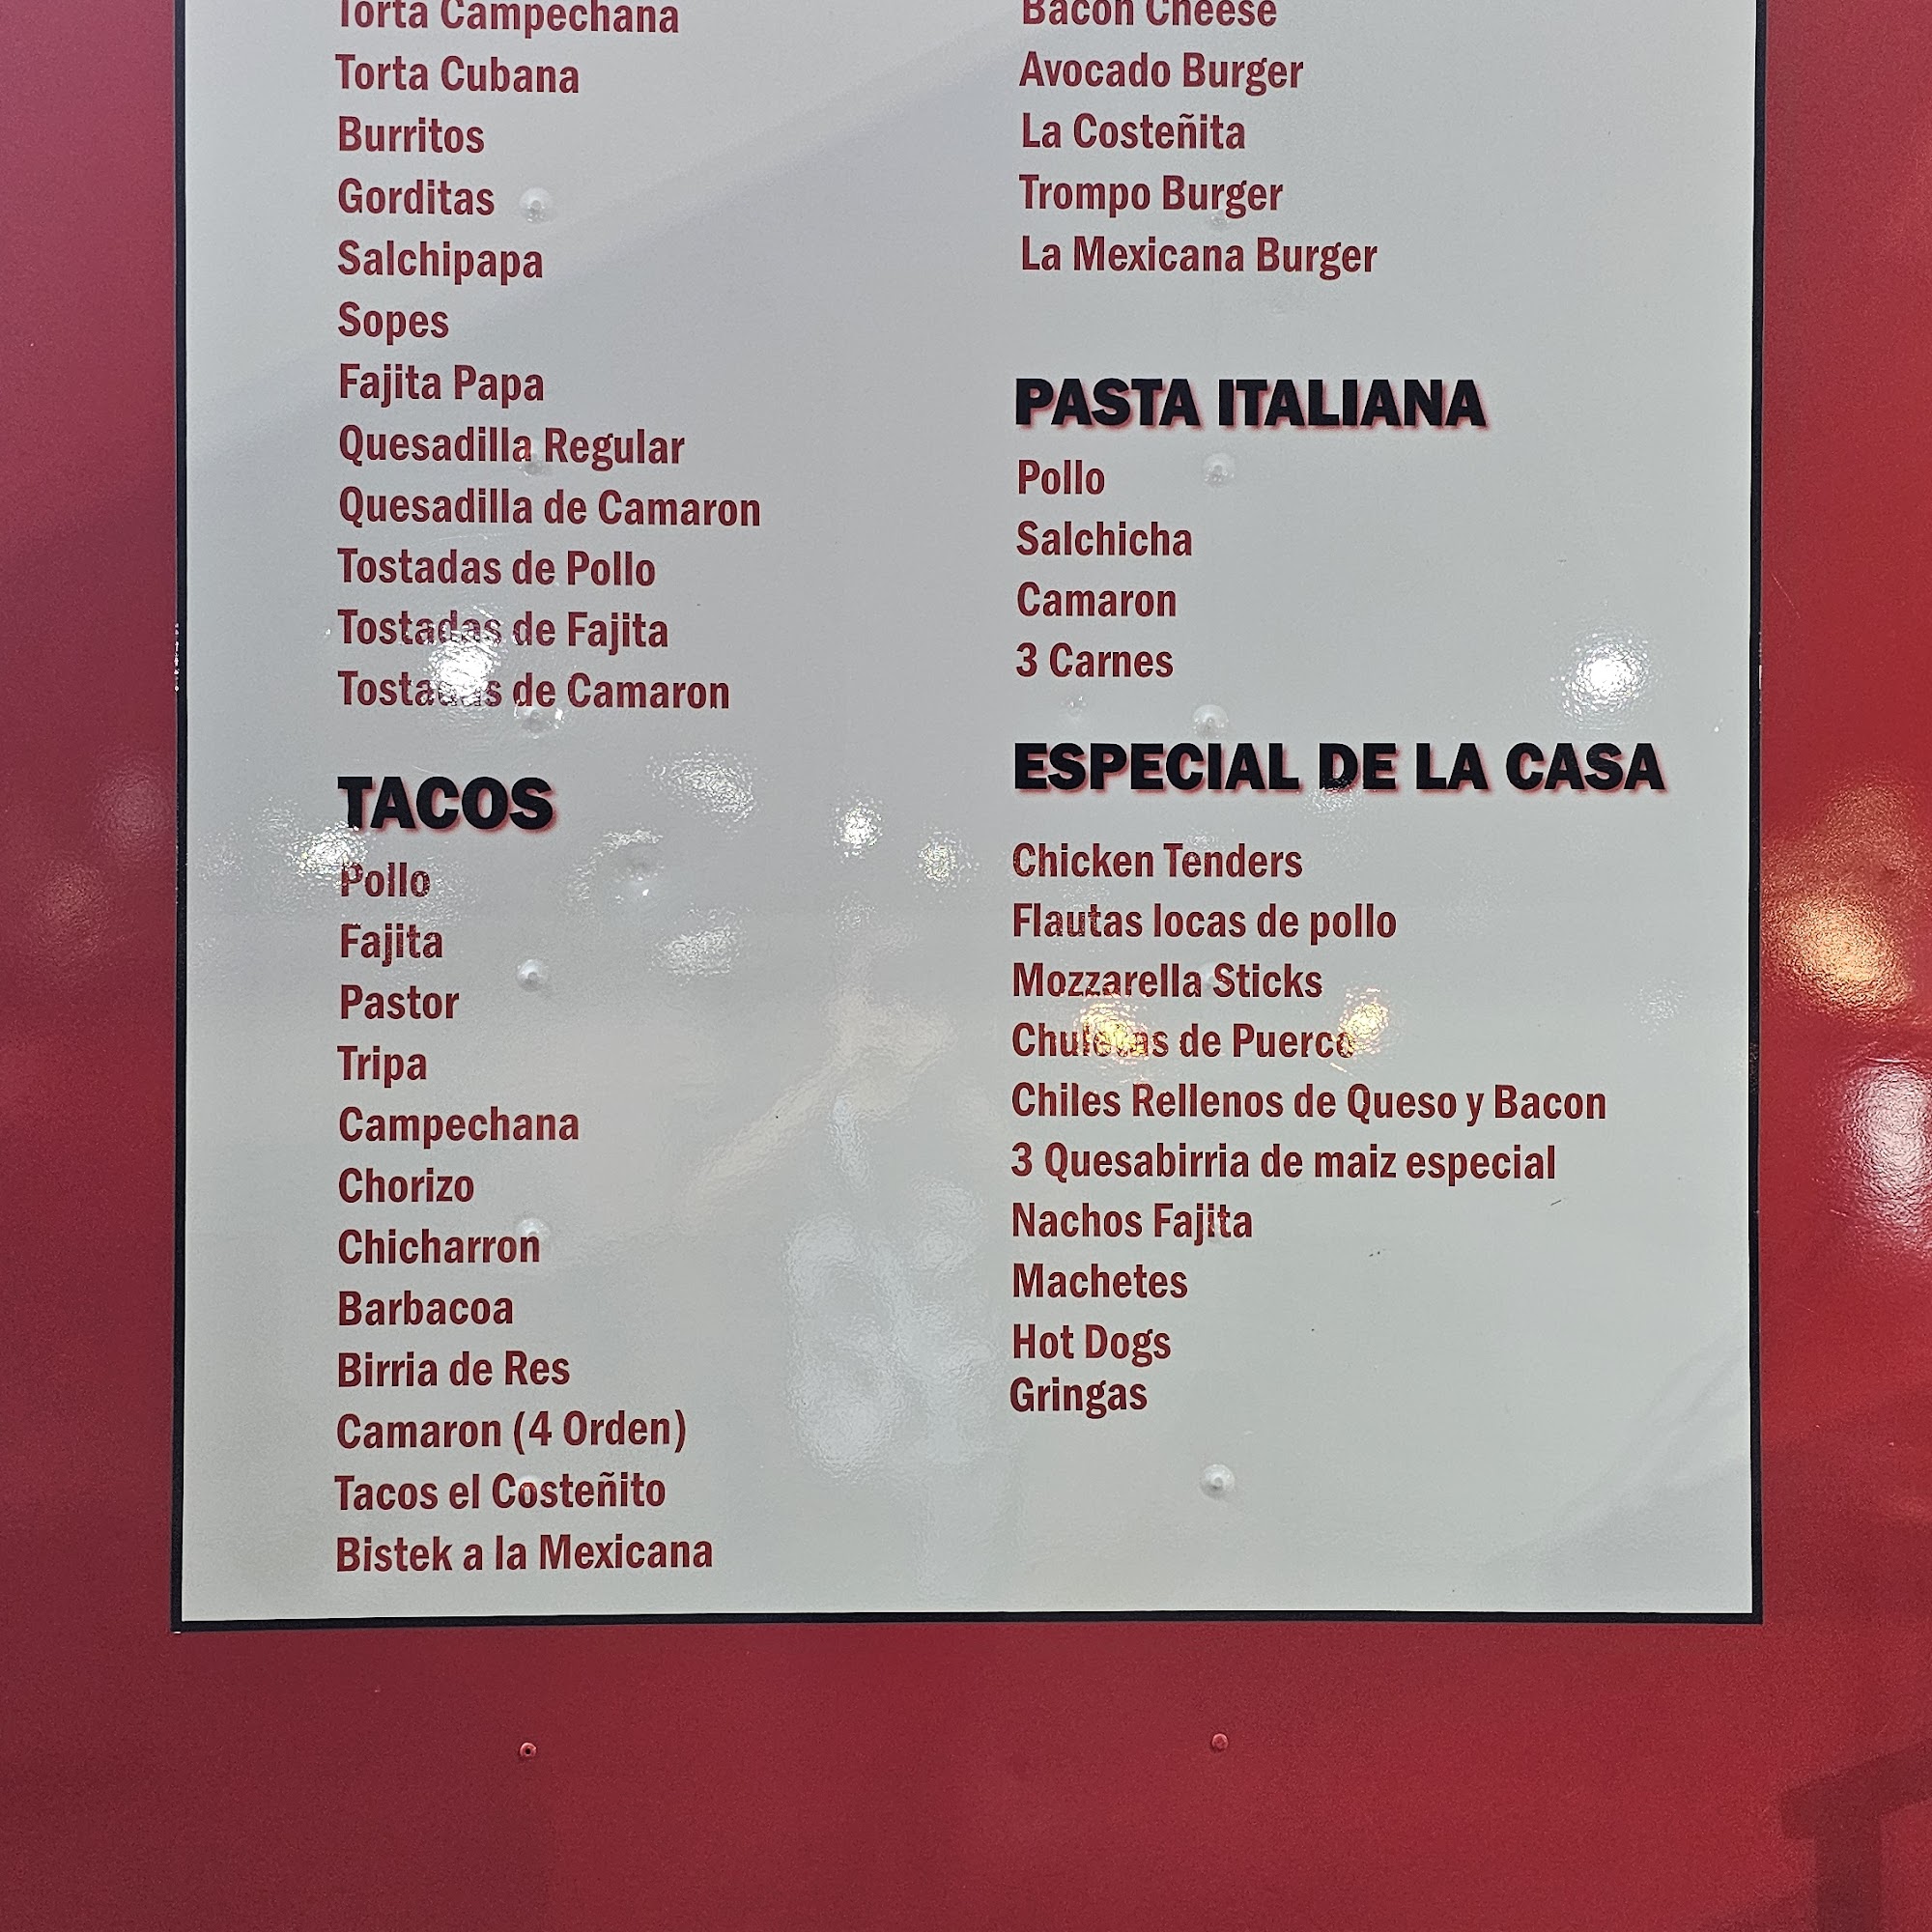 Torta Campechana
Torta Cubana
Burritos
Gorditas
Salchipapa
Sopes
Fajita Papa
Quesadilla Regular
Quesadilla de Camaron
Tostadas de Pollo
Tostadas de Fajita
Tostadas de Camaron
TACOS
Pollo
Fajita
Pastor
Tripa
Campechana
Chorizo
Chicharron
Barbacoa
Birria de Res
Camaron (4 Orden)
Tacos el Costeñito
Bistek a la Mexicana
Bacon Cheese
Avocado Burger
La Costeñita
Trompo Burger
La Mexicana Burger
PASTA ITALIANA
Pollo
Salchicha
Camaron
3 Carnes
ESPECIAL DE LA CASA
Chicken Tenders
Flautas locas de pollo
Mozzarella Sticks
Chuletas de Puerco
Chiles Rellenos de Queso y Bacon
3 Quesabirria de maiz especial
Nachos Fajita
Machetes
Hot Dogs
Gringas